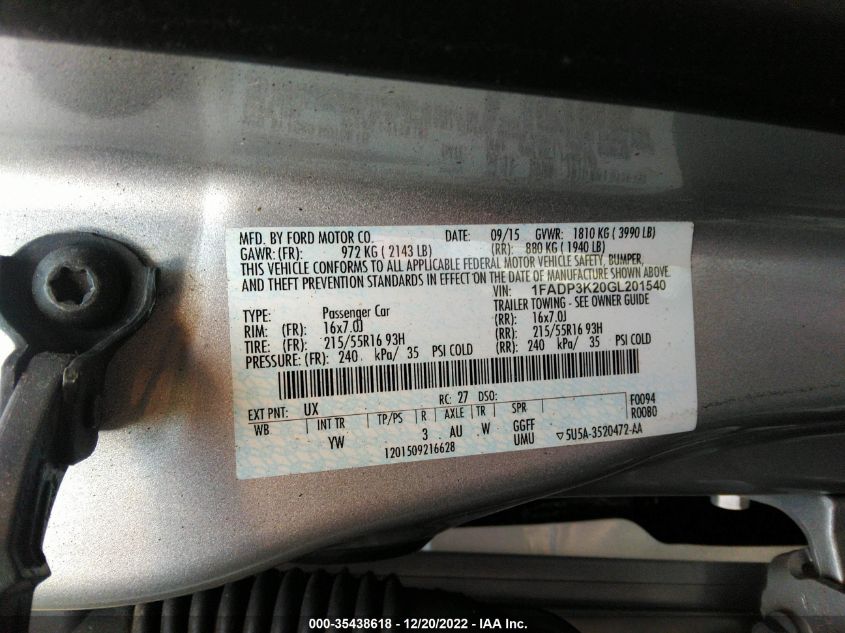 MFD. BY FORD MOTOR CO. DATE: 09/15 GVWR: 1810 KG ( 3990 LB)
GAWR: (FR): 972 KG ( 2143 LB) (RR): 880 KG ( 1940 LB)
THIS VEHICLE CONFORMS TO ALL APPLICABLE FEDERAL MOTOR VEHICLE SAFETY, BUMPER,
AND THEFT PREVENTION STANDARDS IN EFFECT ON THE DATE OF MANUFACTURE SHOWN ABOVE
VIN: 1FADP3K20GL201540
TYPE: Passenger Car TRAILER TOWING - SEE OWNER GUIDE
RIM: (FR): 16x7.0J (RR): 16x7.0J
TIRE: (FR): 215/55R16 93H (RR): 215/55R16 93H
PRESSURE: (FR): 240 kPa/ 35 PSI COLD (RR): 240 kPa/ 35 PSI COLD
EXT PNT: UX RC: 27 DSO: F0094
WB INT TR TP/PS R AXLE TR SPR R0080
YW 3 AU W GGFF
1201509216628 UMU ▽5U5A-3520472-AA
000-35438618 - 12/20/2022 - IAA Inc.